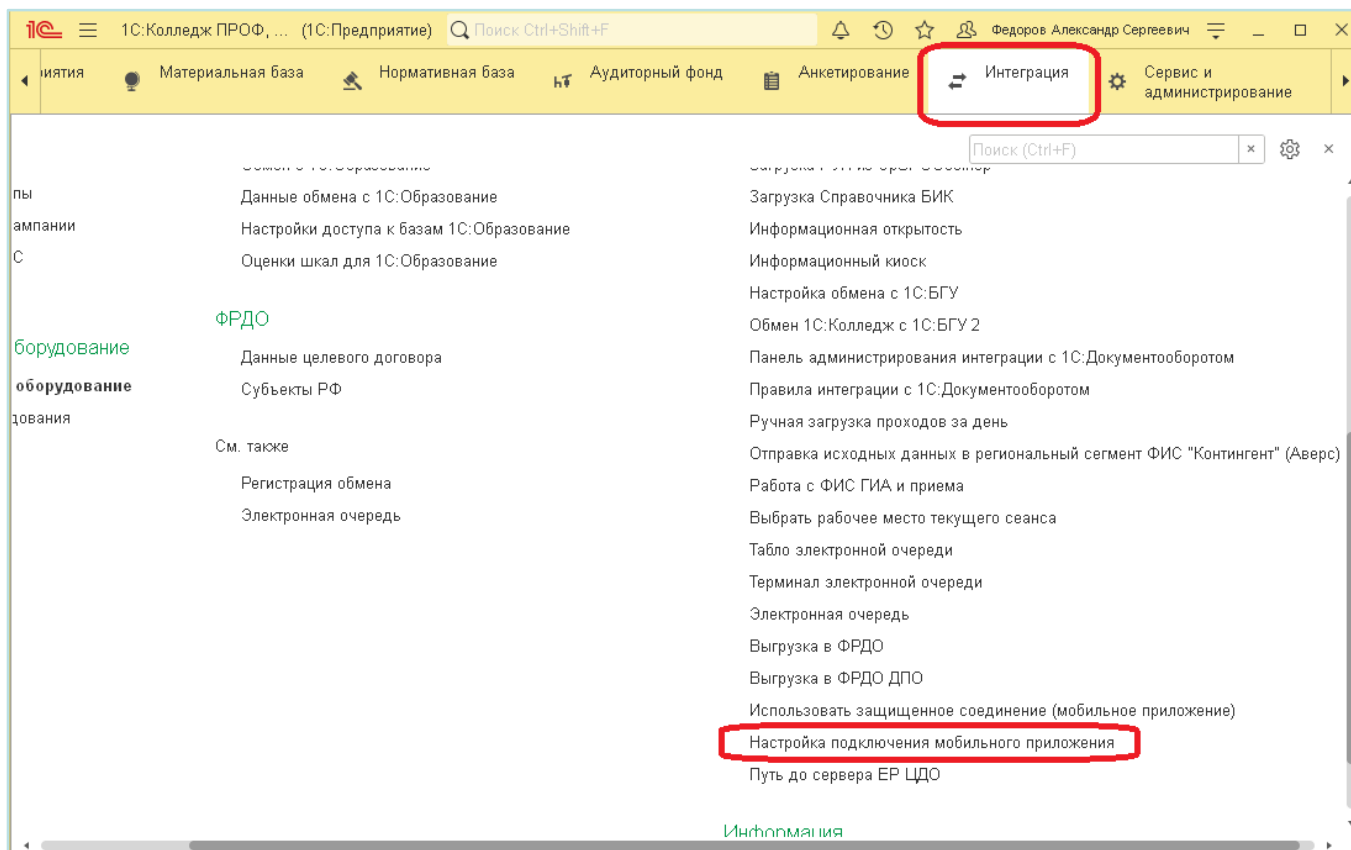 1С:Колледж ПРОФ, ... (1С:Предприятие) Поиск Ctrl+Shift+F Федоров Александр Сергеевич
иятия Материальная база Нормативная база Аудиторный фонд Анкетирование Интеграция Сервис и администрирование
Поиск (Ctrl+F)
пы
ампании
С
борудование
оборудование
дования
Данные обмена с 1С:Образование
Настройки доступа к базам 1С:Образование
Оценки шкал для 1С:Образование
ФРДО
Данные целевого договора
Субъекты РФ
См. также
Регистрация обмена
Электронная очередь
Загрузка Справочника БИК
Информационная открытость
Информационный киоск
Настройка обмена с 1С:БГУ
Обмен 1С:Колледж с 1С:БГУ 2
Панель администрирования интеграции с 1С:Документооборотом
Правила интеграции с 1С:Документооборотом
Ручная загрузка проходов за день
Отправка исходных данных в региональный сегмент ФИС "Контингент" (Аверс)
Работа с ФИС ГИА и приема
Выбрать рабочее место текущего сеанса
Табло электронной очереди
Терминал электронной очереди
Электронная очередь
Выгрузка в ФРДО
Выгрузка в ФРДО ДПО
Использовать защищенное соединение (мобильное приложение)
Настройка подключения мобильного приложения
Путь до сервера ЕР ЦДО
Информация